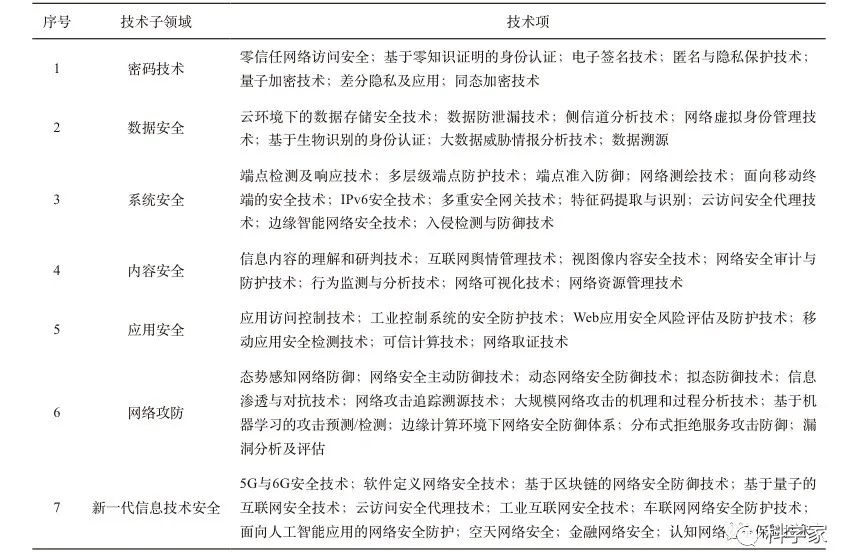 序号 技术子领域 技术项
1 密码技术 零信任网络访问安全；基于零知识证明的身份认证；电子签名技术；匿名与隐私保护技术；
量子加密技术；差分隐私及应用；同态加密技术
2 数据安全 云环境下的数据存储安全技术；数据防泄漏技术；侧信道分析技术；网络虚拟身份管理技
术；基于生物识别的身份认证；大数据威胁情报分析技术；数据溯源
3 系统安全 端点检测及响应技术；多层级端点防护技术；端点准入防御；网络测绘技术；面向移动终
端的安全技术；IPv6安全技术；多重安全网关技术；特征码提取与识别；云访问安全代理技
术；边缘智能网络安全技术；入侵检测与防御技术
4 内容安全 信息内容的理解和研判技术；互联网舆情管理技术；视图像内容安全技术；网络安全审计与
防护技术；行为监测与分析技术；网络可视化技术；网络资源管理技术
5 应用安全 应用访问控制技术；工业控制系统的安全防护技术；Web应用安全风险评估及防护技术；移
动应用安全检测技术；可信计算技术；网络取证技术
6 网络攻防 态势感知网络防御；网络安全主动防御技术；动态网络安全防御技术；拟态防御技术；信息
渗透与对抗技术；网络攻击追踪溯源技术；大规模网络攻击的机理和过程分析技术；基于机
器学习的攻击预测/检测；边缘计算环境下网络安全防御体系；分布式拒绝服务攻击防御；漏
洞分析及评估
7 新一代信息技术安全 5G与6G安全技术；软件定义网络安全技术；基于区块链的网络安全防御技术；基于量子的
互联网安全技术；云访问安全代理技术；工业互联网安全技术；车联网网络安全防护技术；
面向人工智能应用的网络安全防护；空天网络安全；金融网络安全；认知网络 保
科学家